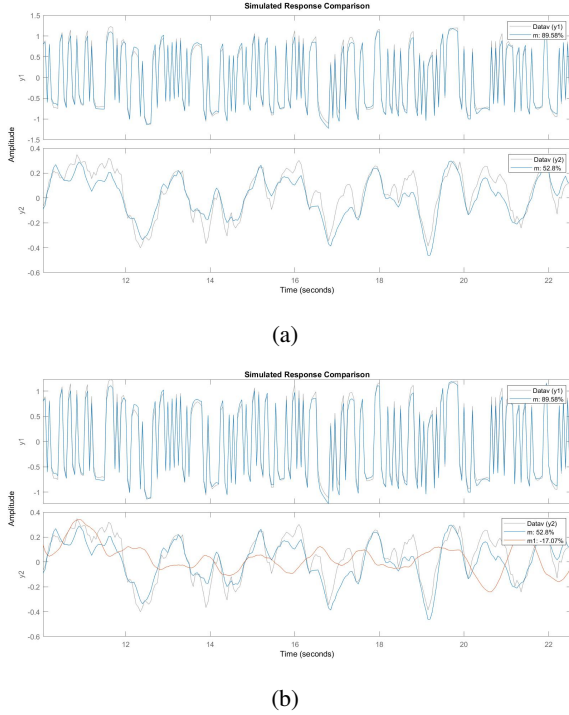 Simulated Response Comparison
1.5
1
0.5
0
-0.5
-1
-1.5
y1
Datav (y1)
m: 89.58%
Amplitude
0.4
0.2
0
-0.2
-0.4
-0.6
y2
Datav (y2)
m: 52.8%
12 14 16 18 20 22
Time (seconds)
(a)
Simulated Response Comparison
1
0.5
0
-0.5
-1
y1
Datav (y1)
m: 89.58%
Amplitude
0.4
0.2
0
-0.2
-0.4
-0.6
y2
Datav (y2)
m: 52.8%
m1: -17.07%
12 14 16 18 20 22
Time (seconds)
(b)